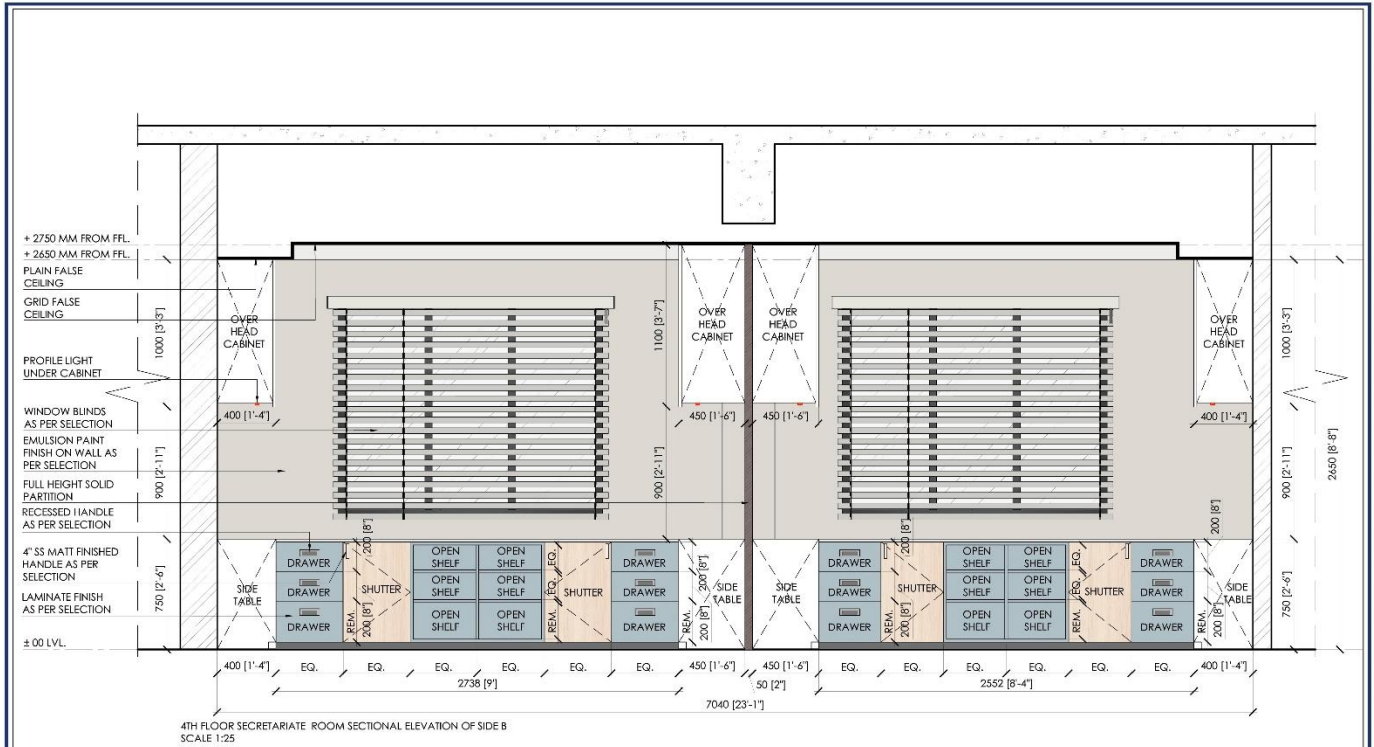 + 2750 MM FROM FFL.
+ 2650 MM FROM FFL.
PLAIN FALSE
CEILING
GRID FALSE
CEILING
PROFILE LIGHT
UNDER CABINET
WINDOW BLINDS
AS PER SELECTION
EMULSION PAINT
FINISH ON WALL AS
PER SELECTION
FULL HEIGHT SOLID
PARTITION
RECESSED HANDLE
AS PER SELECTION
4" SS MATT FINISHED
HANDLE AS PER
SELECTION
LAMINATE FINISH
AS PER SELECTION
± 00 LVL.
1000 [3'-3"]
900 [2'-11"]
750 [2'-6"]
OVER
HEAD
CABINET
400 [1'-4"]
1100 [3'-7"]
900 [2'-11"]
OVER
HEAD
CABINET
450 [1'-6"]
OVER
HEAD
CABINET
450 [1'-6"]
OVER
HEAD
CABINET
400 [1'-4"]
1000 [3'-3"]
900 [2'-11"]
750 [2'-6"]
2650 [8'-8"]
SIDE
TABLE
DRAWER
DRAWER
DRAWER
200 [8"]
REM.
200 [8"]
SHUTTER
OPEN
SHELF
OPEN
SHELF
OPEN
SHELF
OPEN
SHELF
OPEN
SHELF
OPEN
SHELF
EQ.
EQ.
REM.
SHUTTER
DRAWER
DRAWER
DRAWER
200 [8"]
REM.
200 [8"]
SIDE
TABLE
SIDE
TABLE
DRAWER
DRAWER
DRAWER
REM.
200 [8"]
200 [8"]
SHUTTER
OPEN
SHELF
OPEN
SHELF
OPEN
SHELF
OPEN
SHELF
OPEN
SHELF
OPEN
SHELF
EQ.
EQ.
REM.
SHUTTER
DRAWER
DRAWER
DRAWER
200 [8"]
200 [8"]
REM.
200 [8"]
SIDE
TABLE
400 [1'-4"]
EQ.
EQ.
EQ.
EQ.
EQ.
EQ.
450 [1'-6"]
450 [1'-6"]
EQ.
EQ.
EQ.
EQ.
EQ.
EQ.
400 [1'-4"]
2738 [9']
50 [2"]
2552 [8'-4"]
7040 [23'-1"]
4TH FLOOR SECRETARIATE ROOM SECTIONAL ELEVATION OF SIDE B
SCALE 1:25